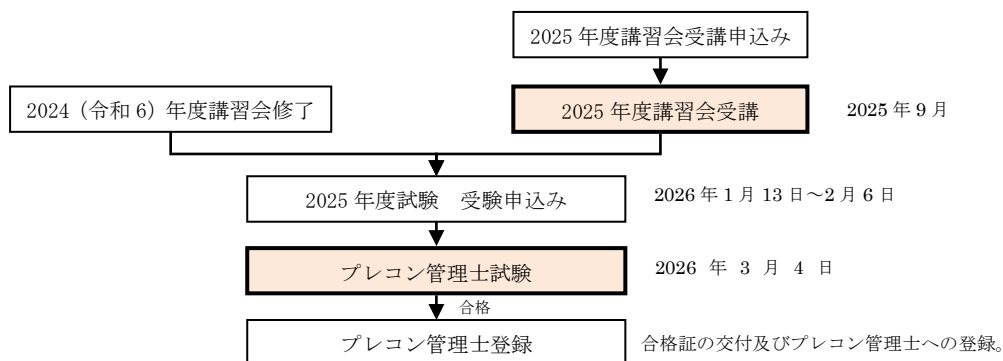 2025 年度講習会受講申込み
2024（令和 6）年度講習会修了
2025 年度講習会受講
2025 年 9 月
2025 年度試験　受験申込み
2026 年 1 月 13 日～2 月 6 日
プレコン管理士試験
2026 年 3 月 4 日
合格
プレコン管理士登録
合格証の交付及びプレコン管理士への登録。